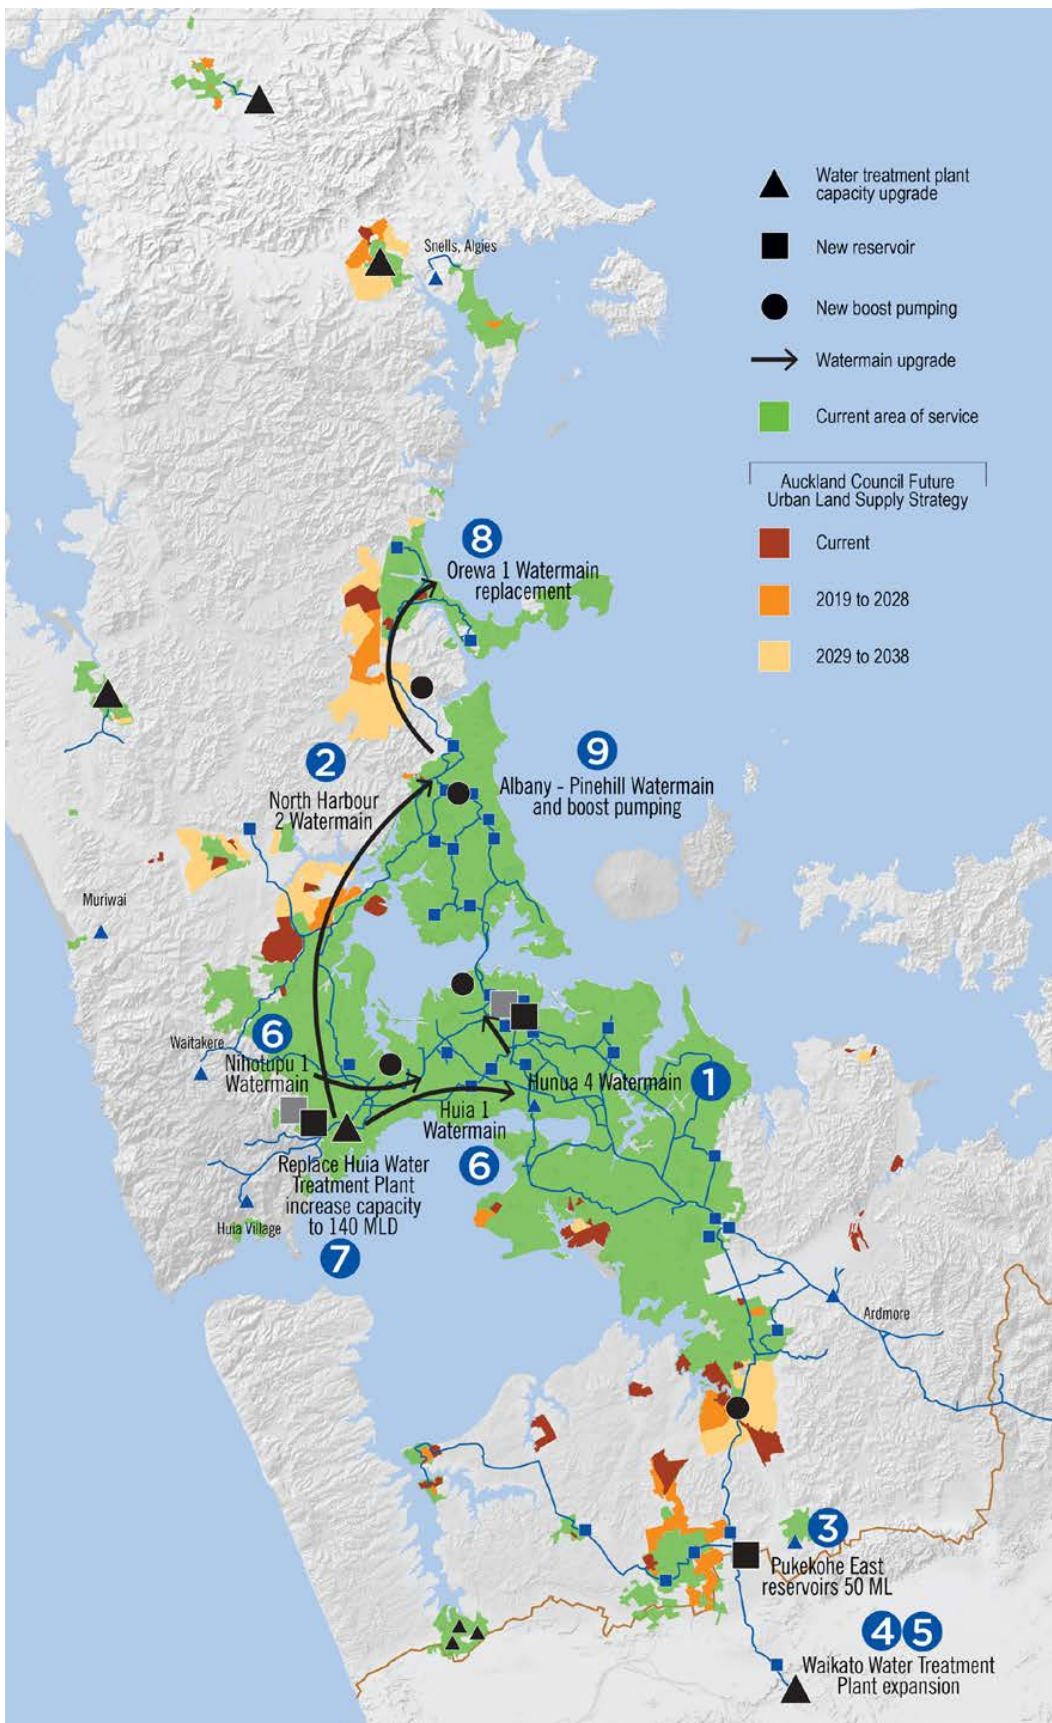 Water treatment plant
capacity upgrade
New reservoir
New boost pumping
Watermain upgrade
Current area of service
Auckland Council Future
Urban Land Supply Strategy
Current
2019 to 2028
2029 to 2038
Snells, Algies
8
Orewa 1 Watermain
replacement
2
North Harbour
2 Watermain
9
Albany - Pinehill Watermain
and boost pumping
Muriwai
Waitakere
6
Nihotupu 1
Watermain
Hunua 4 Watermain
1
Huia 1
Watermain
6
Replace Huia Water
Treatment Plant
increase capacity
to 140 MLD
7
Huia Village
Ardmore
3
Pukekohe East
reservoirs 50 ML
4 5
Waikato Water Treatment
Plant expansion